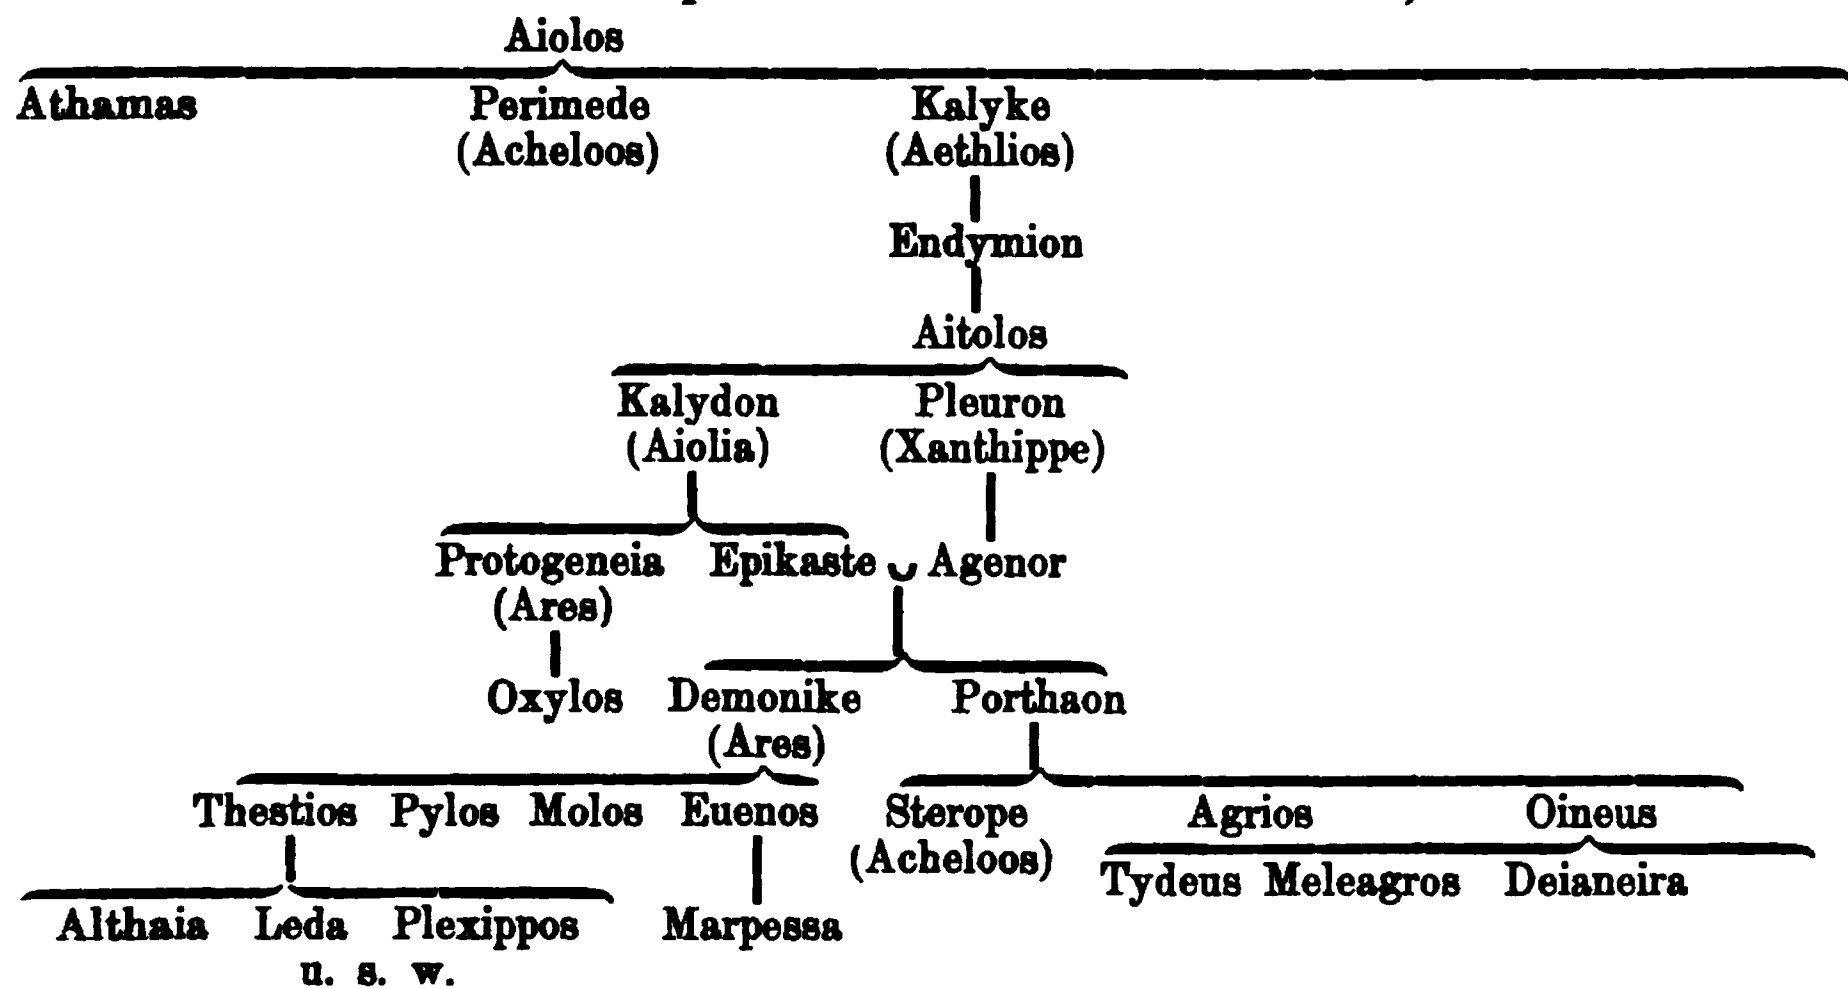 Aiolos
Athamas Perimede Kalyke
(Acheloos) (Aethlios)
Endymion
Aitolos
Kalydon Pleuron
(Aiolia) (Xanthippe)
Protogeneia Epikaste Agenor
(Ares)
Oxylos Demonike Porthaon
(Ares)
Thestios Pylos Molos Euenos Sterope Agrios Oineus
(Acheloos)
Tydeus Meleagros Deianeira
Althaia Leda Plexippos Marpessa
u. s. w.